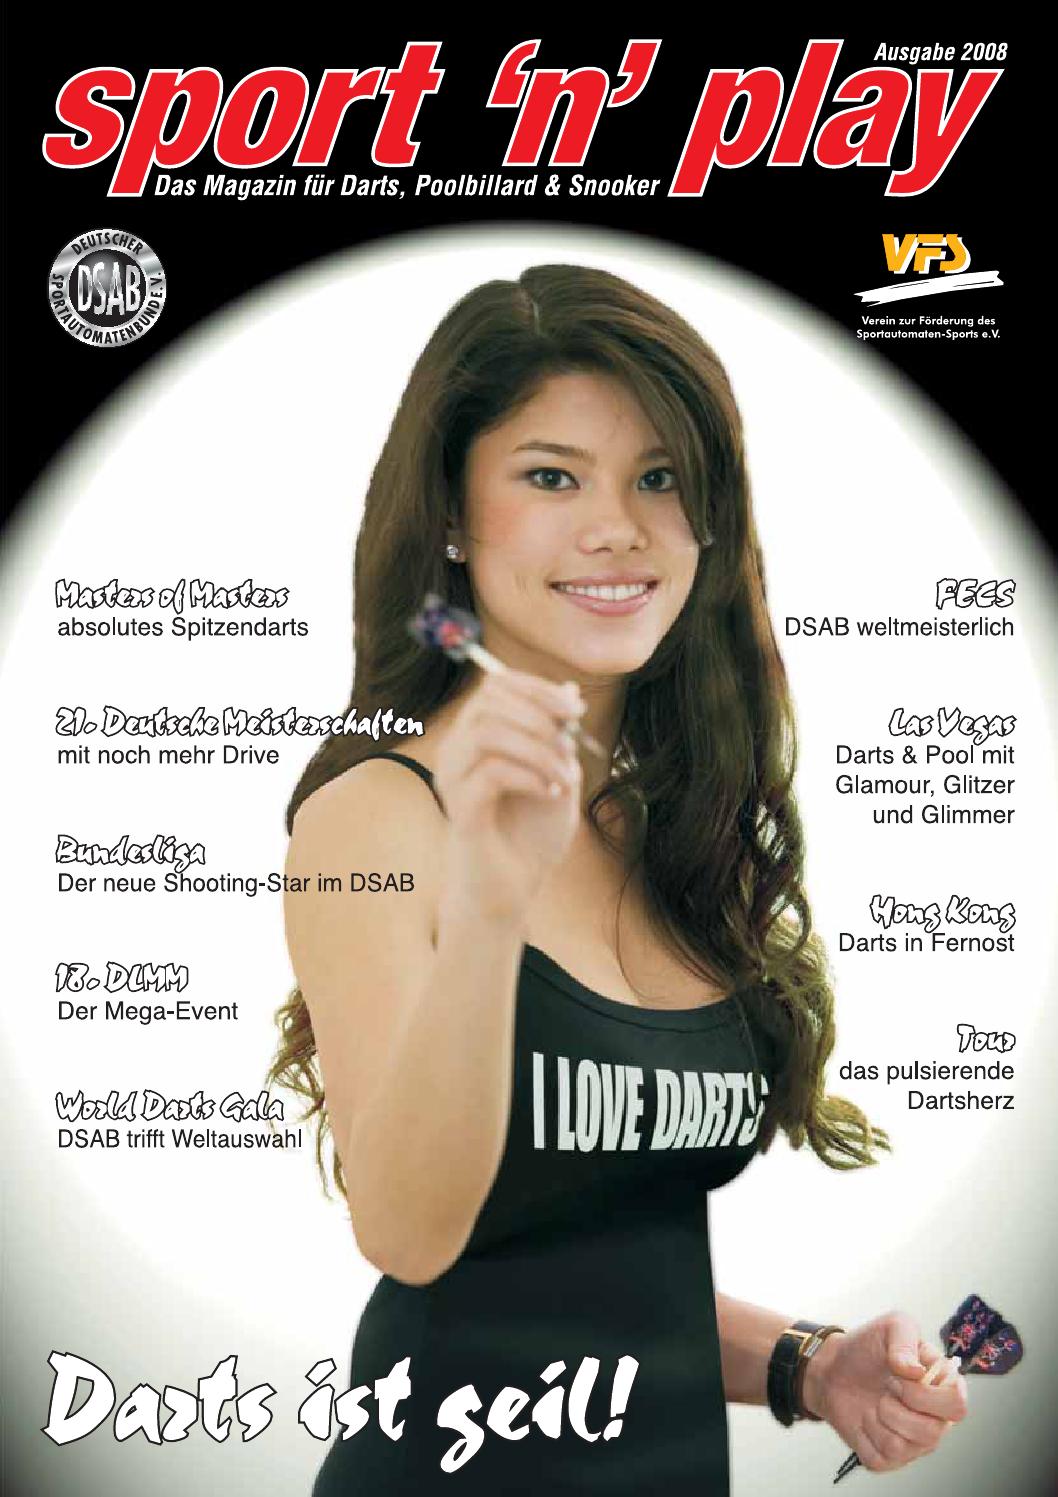 Ausgabe 2008
sport 'n' play
Das Magazin für Darts, Poolbillard & Snooker
DEUTSCHER
DSAB
SPORTAUTOMATENBUND E.V.
VFS
Verein zur Förderung des
Sportautomaten-Sports e.V.
Masters of Masters
absolutes Spitzendarts
21. Deutsche Meisterschaften
mit noch mehr Drive
Bundesliga
Der neue Shooting-Star im DSAB
18. DLMM
Der Mega-Event
World Darts Gala
DSAB trifft Weltauswahl
FECS
DSAB weltmeisterlich
Las Vegas
Darts & Pool mit
Glamour, Glitzer
und Glimmer
Hong Kong
Darts in Fernost
Tour
das pulsierende
Dartsherz
I LOVE DARTS
Darts ist geil!